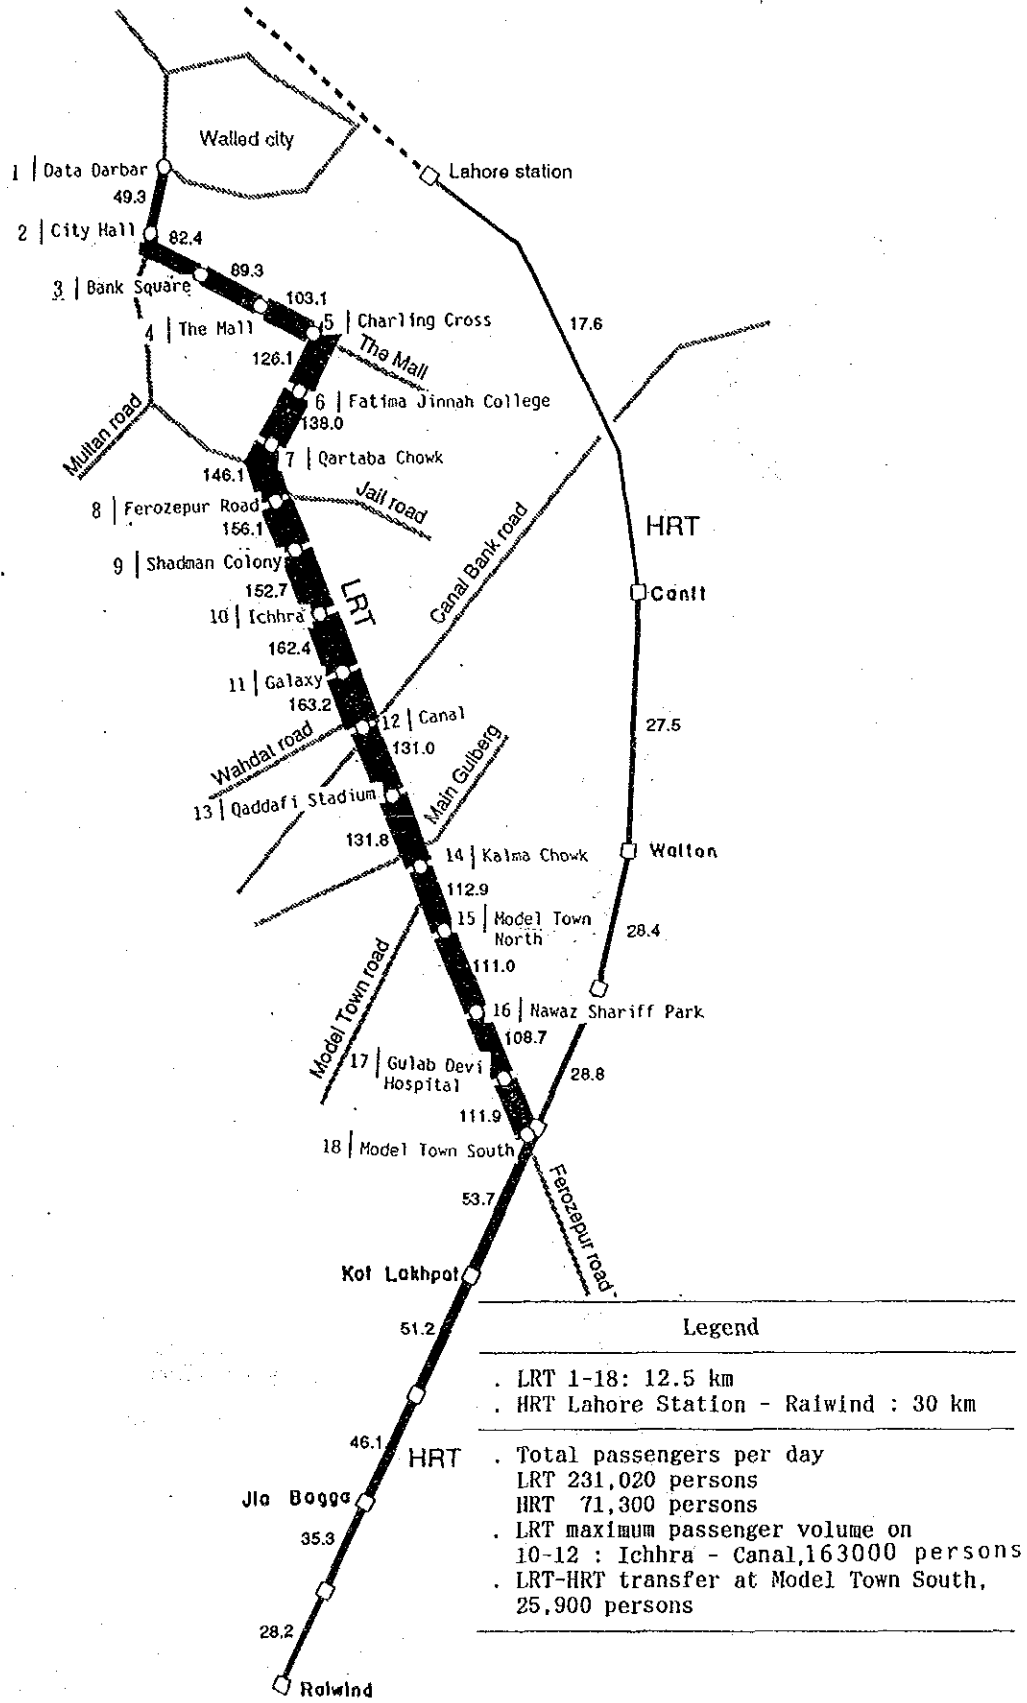 Walled city
Lahore station
1 | Data Darbar
49.3
2 | City Hall
82.4
89.3
3 | Bank Square
103.1
5 | Charling Cross
4 | The Mall
17.6
The Mall
126.1
6 | Fatima Jinnah College
138.0
Multan road
7 | Qartaba Chowk
146.1
Jail road
8 | Ferozepur Road
156.1
HRT
Canal Bank road
9 | Shadman Colony
152.7
LRT
Cantt
10 | Ichhra
162.4
11 | Galaxy
163.2
12 | Canal
27.5
Wahdat road
131.0
Main Gulberg
13 | Qaddafi Stadium
131.8
14 | Kalma Chowk
Walton
112.9
15 | Model Town
North
28.4
111.0
Model Town road
16 | Nawaz Shariff Park
108.7
17 | Gulab Devi
Hospital
28.8
111.9
18 | Model Town South
53.7
Ferozepur road
Kot Lakhpat
51.2
46.1
HRT
Jia Bagga
35.3
28.2
Raiwind
Legend
. LRT 1-18: 12.5 km
. HRT Lahore Station - Raiwind : 30 km
. Total passengers per day
LRT 231,020 persons
HRT 71,300 persons
. LRT maximum passenger volume on
10-12 : Ichhra - Canal,163000 persons
. LRT-HRT transfer at Model Town South,
25,900 persons